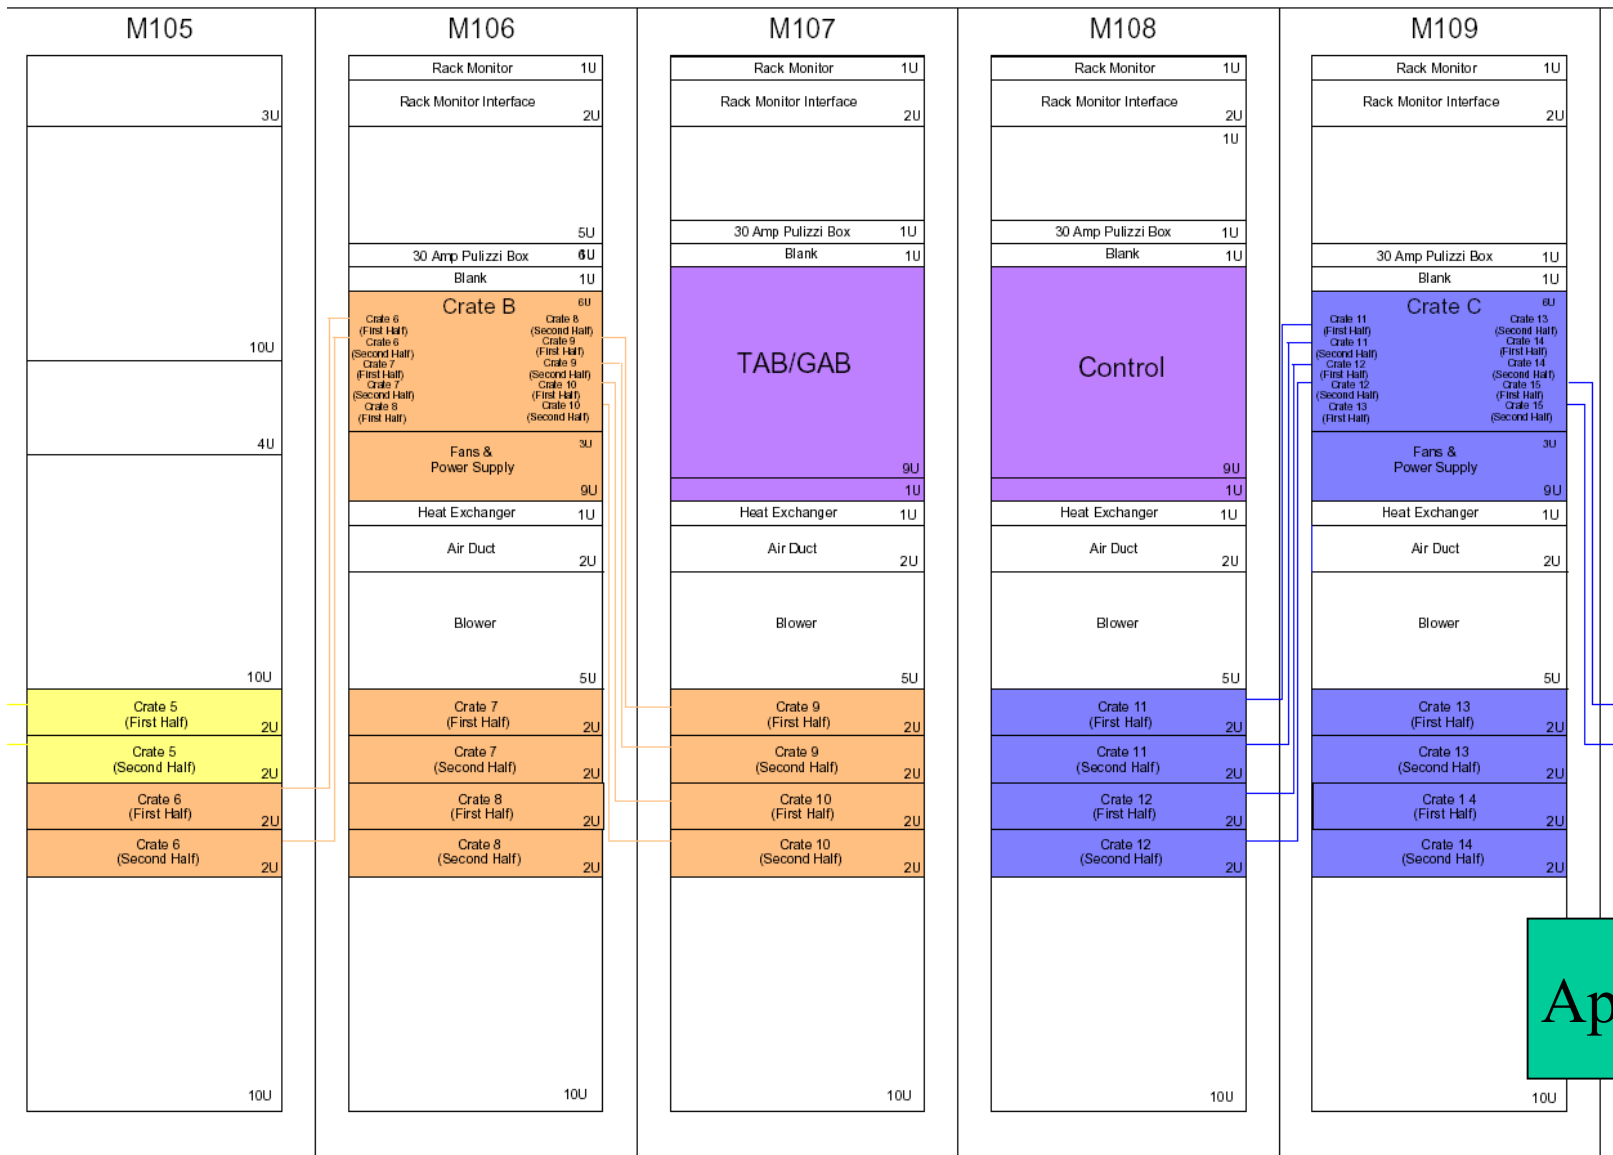 M105
3U
10U
4U
10U
Crate 5
(First Half)
2U
Crate 5
(Second Half)
2U
Crate 6
(First Half)
2U
Crate 6
(Second Half)
2U
10U
M106
Rack Monitor 1U
Rack Monitor Interface
2U
5U
30 Amp Pulizzi Box
Blank 1U
Crate B 6U
Crate 6
(First Half)
Crate 6
(Second Half)
Crate 7
(First Half)
Crate 7
(Second Half)
Crate 8
(First Half)
Crate 8
(Second Half)
Crate 9
(First Half)
Crate 9
(Second Half)
Crate 10
(First Half)
Crate 10
(Second Half)
3U
Fans &
Power Supply
9U
Heat Exchanger 1U
Air Duct
2U
Blower
5U
Crate 7
(First Half)
2U
Crate 7
(Second Half)
2U
Crate 8
(First Half)
2U
Crate 8
(Second Half)
2U
10U
M107
Rack Monitor 1U
Rack Monitor Interface
2U
30 Amp Pulizzi Box 1U
Blank 1U
TAB/GAB
9U
1U
Heat Exchanger 1U
Air Duct
2U
Blower
5U
Crate 9
(First Half)
2U
Crate 9
(Second Half)
2U
Crate 10
(First Half)
2U
Crate 10
(Second Half)
2U
10U
M108
Rack Monitor 1U
Rack Monitor Interface
2U
1U
30 Amp Pulizzi Box 1U
Blank 1U
Control
9U
1U
Heat Exchanger 1U
Air Duct
2U
Blower
5U
Crate 11
(First Half)
2U
Crate 11
(Second Half)
2U
Crate 12
(First Half)
2U
Crate 12
(Second Half)
2U
10U
M109
Rack Monitor 1U
Rack Monitor Interface
2U
30 Amp Pulizzi Box 1U
Blank 1U
Crate C 6U
Crate 11
(First Half)
Crate 11
(Second Half)
Crate 12
(First Half)
Crate 12
(Second Half)
Crate 13
(First Half)
Crate 13
(Second Half)
Crate 14
(First Half)
Crate 14
(Second Half)
Crate 15
(First Half)
Crate 15
(Second Half)
3U
Fans &
Power Supply
9U
Heat Exchanger 1U
Air Duct
2U
Blower
5U
Crate 13
(First Half)
2U
Crate 13
(Second Half)
2U
Crate 1 4
(First Half)
2U
Crate 14
(Second Half)
2U
10U
Ap